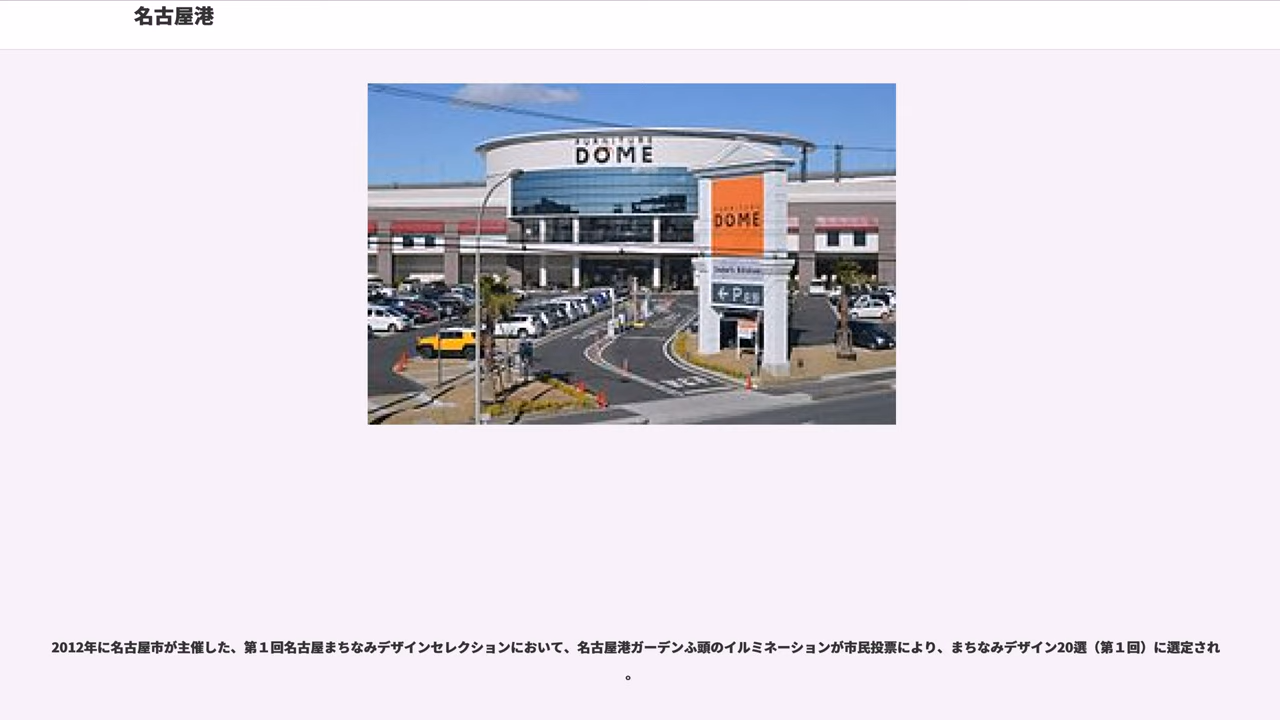 名古屋港
FURNITURE
DOME
FURNITURE
DOME
←P
2012年に名古屋市が主催した、第１回名古屋まちなみデザインセレクションにおいて、名古屋港ガーデンふ頭のイルミネーションが市民投票により、まちなみデザイン20選（第１回）に選定され
。